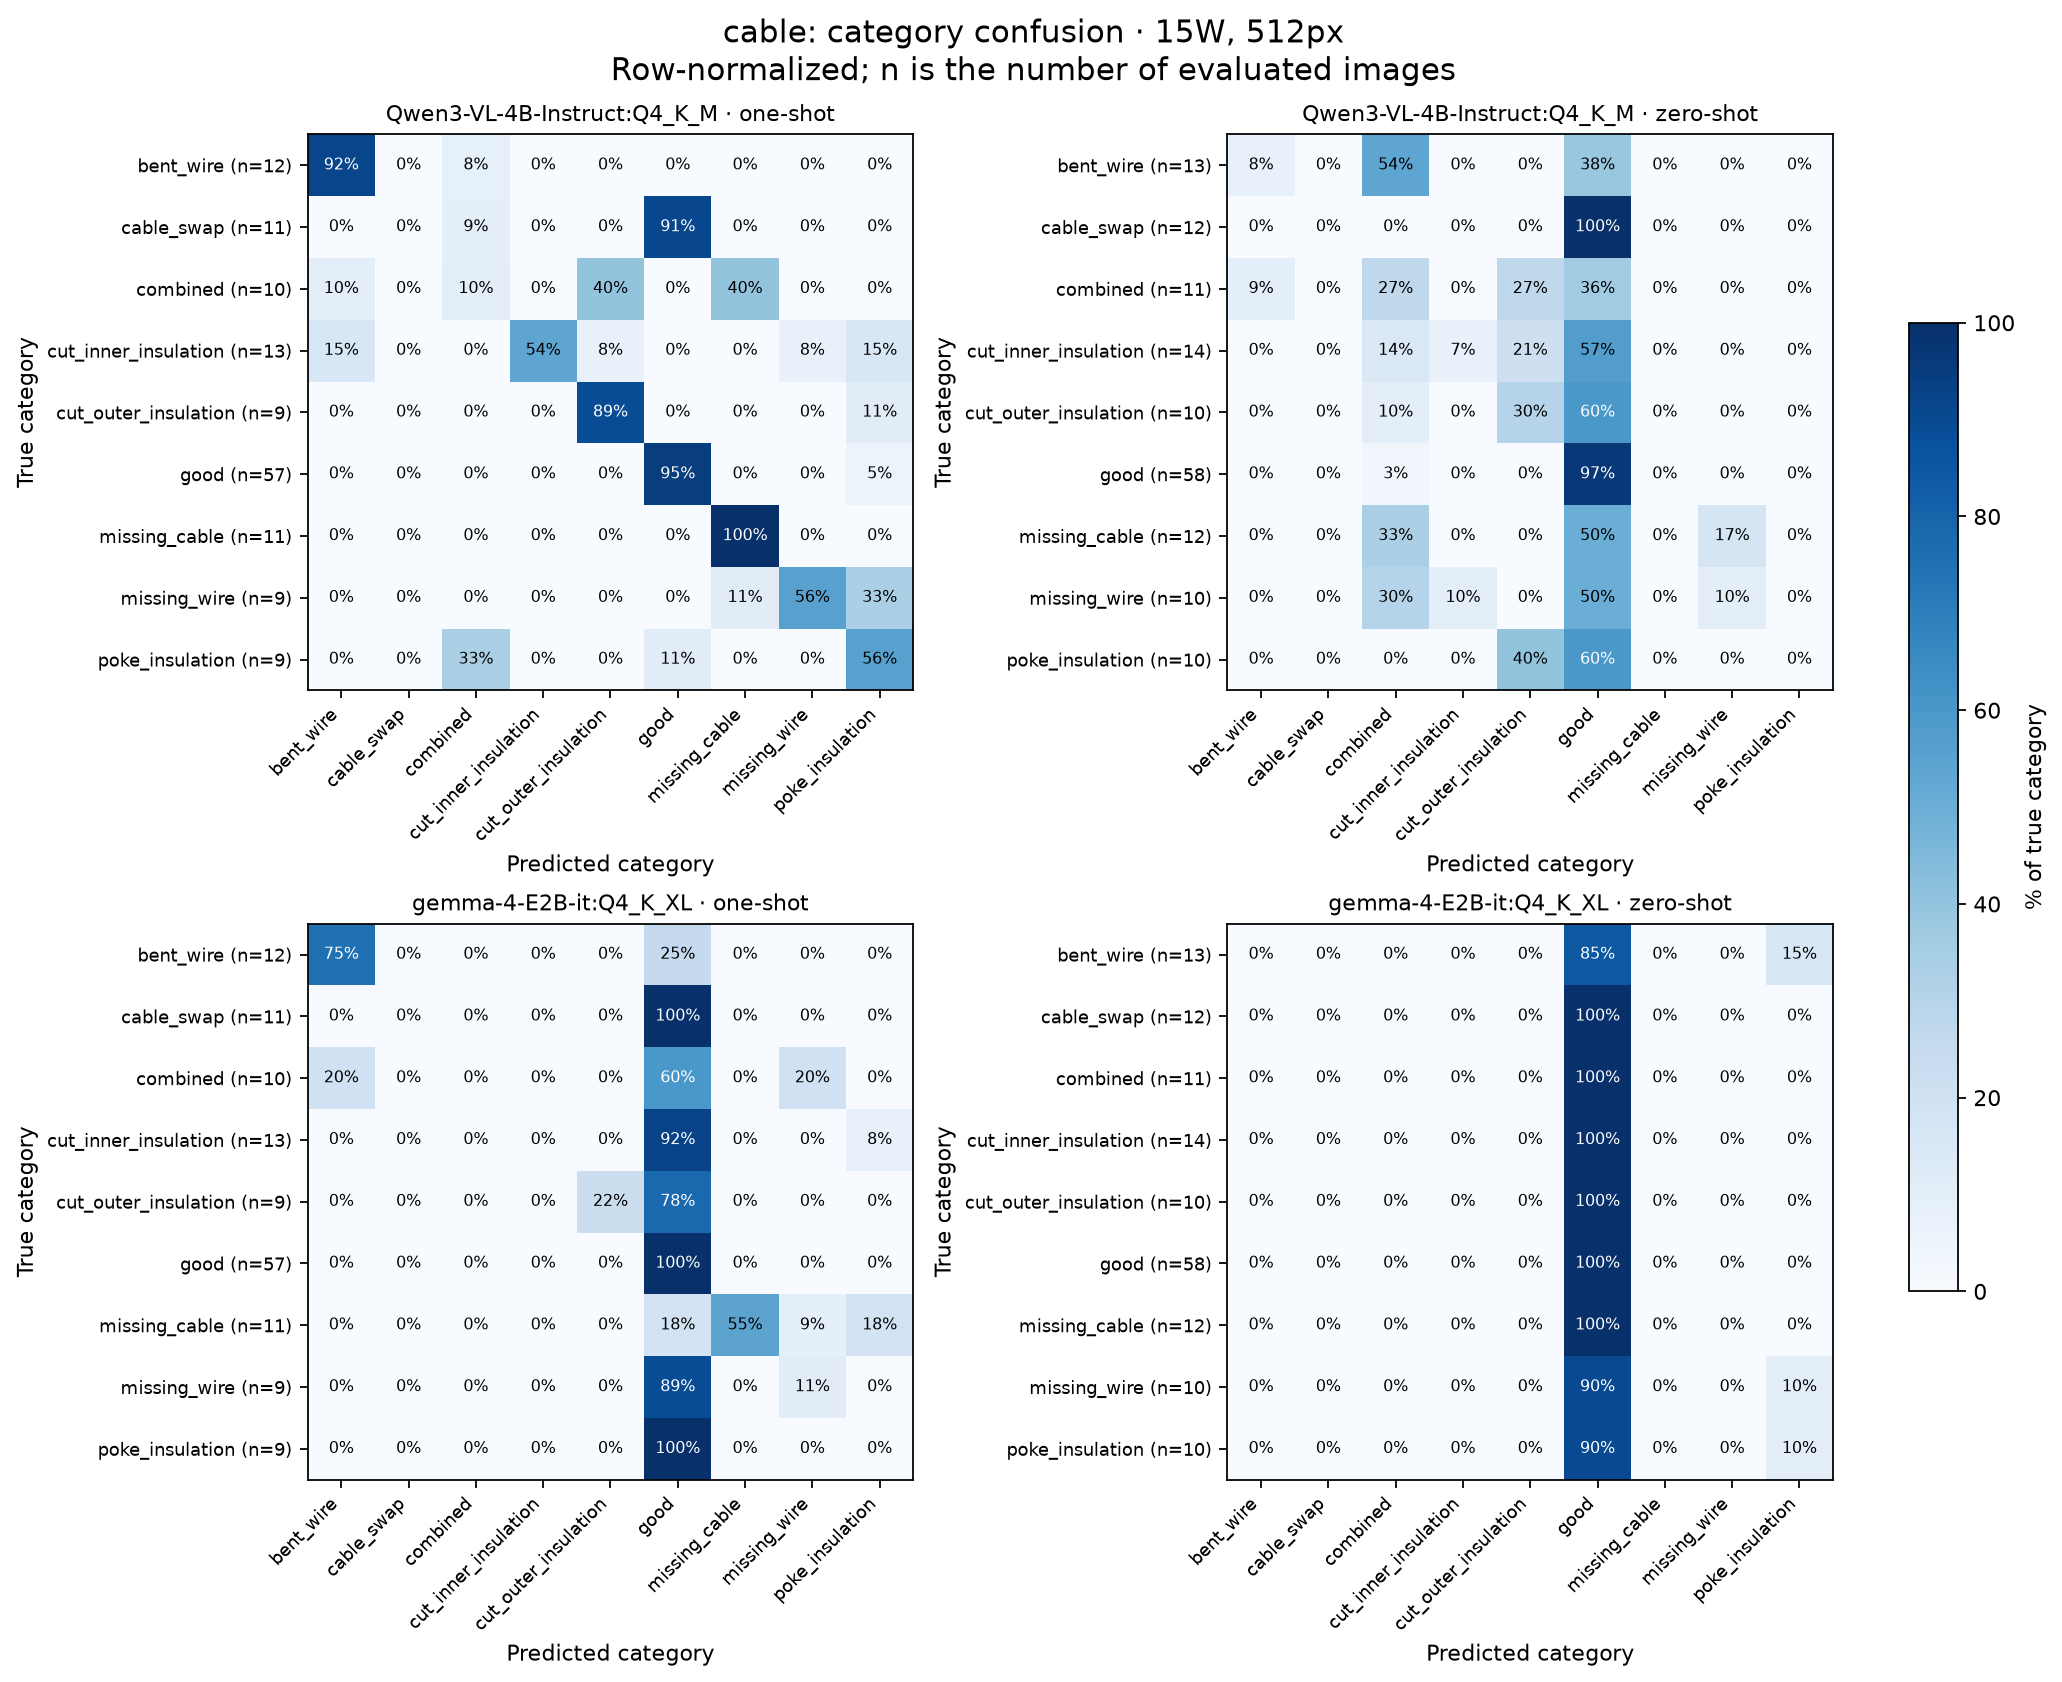 cable: category confusion · 15W, 512px
Row-normalized; n is the number of evaluated images
Qwen3-VL-4B-Instruct:Q4_K_M · one-shot
True category
bent_wire (n=12) 92% 0% 8% 0% 0% 0% 0% 0% 0%
cable_swap (n=11) 0% 0% 9% 0% 0% 91% 0% 0% 0%
combined (n=10) 10% 0% 10% 0% 40% 0% 40% 0% 0%
cut_inner_insulation (n=13) 15% 0% 0% 54% 8% 0% 0% 8% 15%
cut_outer_insulation (n=9) 0% 0% 0% 0% 89% 0% 0% 0% 11%
good (n=57) 0% 0% 0% 0% 0% 95% 0% 0% 5%
missing_cable (n=11) 0% 0% 0% 0% 0% 0% 100% 0% 0%
missing_wire (n=9) 0% 0% 0% 0% 0% 0% 11% 56% 33%
poke_insulation (n=9) 0% 0% 33% 0% 0% 11% 0% 0% 56%
bent_wire cable_swap combined cut_inner_insulation cut_outer_insulation good missing_cable missing_wire poke_insulation
Predicted category
Qwen3-VL-4B-Instruct:Q4_K_M · zero-shot
True category
bent_wire (n=13) 8% 0% 54% 0% 0% 38% 0% 0% 0%
cable_swap (n=12) 0% 0% 0% 0% 0% 100% 0% 0% 0%
combined (n=11) 9% 0% 27% 0% 27% 36% 0% 0% 0%
cut_inner_insulation (n=14) 0% 0% 14% 7% 21% 57% 0% 0% 0%
cut_outer_insulation (n=10) 0% 0% 10% 0% 30% 60% 0% 0% 0%
good (n=58) 0% 0% 3% 0% 0% 97% 0% 0% 0%
missing_cable (n=12) 0% 0% 33% 0% 0% 50% 0% 17% 0%
missing_wire (n=10) 0% 0% 30% 10% 0% 50% 0% 10% 0%
poke_insulation (n=10) 0% 0% 0% 0% 40% 60% 0% 0% 0%
bent_wire cable_swap combined cut_inner_insulation cut_outer_insulation good missing_cable missing_wire poke_insulation
Predicted category
gemma-4-E2B-it:Q4_K_XL · one-shot
True category
bent_wire (n=12) 75% 0% 0% 0% 0% 25% 0% 0% 0%
cable_swap (n=11) 0% 0% 0% 0% 0% 100% 0% 0% 0%
combined (n=10) 20% 0% 0% 0% 0% 60% 0% 20% 0%
cut_inner_insulation (n=13) 0% 0% 0% 0% 0% 92% 0% 0% 8%
cut_outer_insulation (n=9) 0% 0% 0% 0% 22% 78% 0% 0% 0%
good (n=57) 0% 0% 0% 0% 0% 100% 0% 0% 0%
missing_cable (n=11) 0% 0% 0% 0% 0% 18% 55% 9% 18%
missing_wire (n=9) 0% 0% 0% 0% 0% 89% 0% 11% 0%
poke_insulation (n=9) 0% 0% 0% 0% 0% 100% 0% 0% 0%
bent_wire cable_swap combined cut_inner_insulation cut_outer_insulation good missing_cable missing_wire poke_insulation
Predicted category
gemma-4-E2B-it:Q4_K_XL · zero-shot
True category
bent_wire (n=13) 0% 0% 0% 0% 0% 85% 0% 0% 15%
cable_swap (n=12) 0% 0% 0% 0% 0% 100% 0% 0% 0%
combined (n=11) 0% 0% 0% 0% 0% 100% 0% 0% 0%
cut_inner_insulation (n=14) 0% 0% 0% 0% 0% 100% 0% 0% 0%
cut_outer_insulation (n=10) 0% 0% 0% 0% 0% 100% 0% 0% 0%
good (n=58) 0% 0% 0% 0% 0% 100% 0% 0% 0%
missing_cable (n=12) 0% 0% 0% 0% 0% 100% 0% 0% 0%
missing_wire (n=10) 0% 0% 0% 0% 0% 90% 0% 0% 10%
poke_insulation (n=10) 0% 0% 0% 0% 0% 90% 0% 0% 10%
bent_wire cable_swap combined cut_inner_insulation cut_outer_insulation good missing_cable missing_wire poke_insulation
Predicted category
100
80
60
40
20
0
% of true category